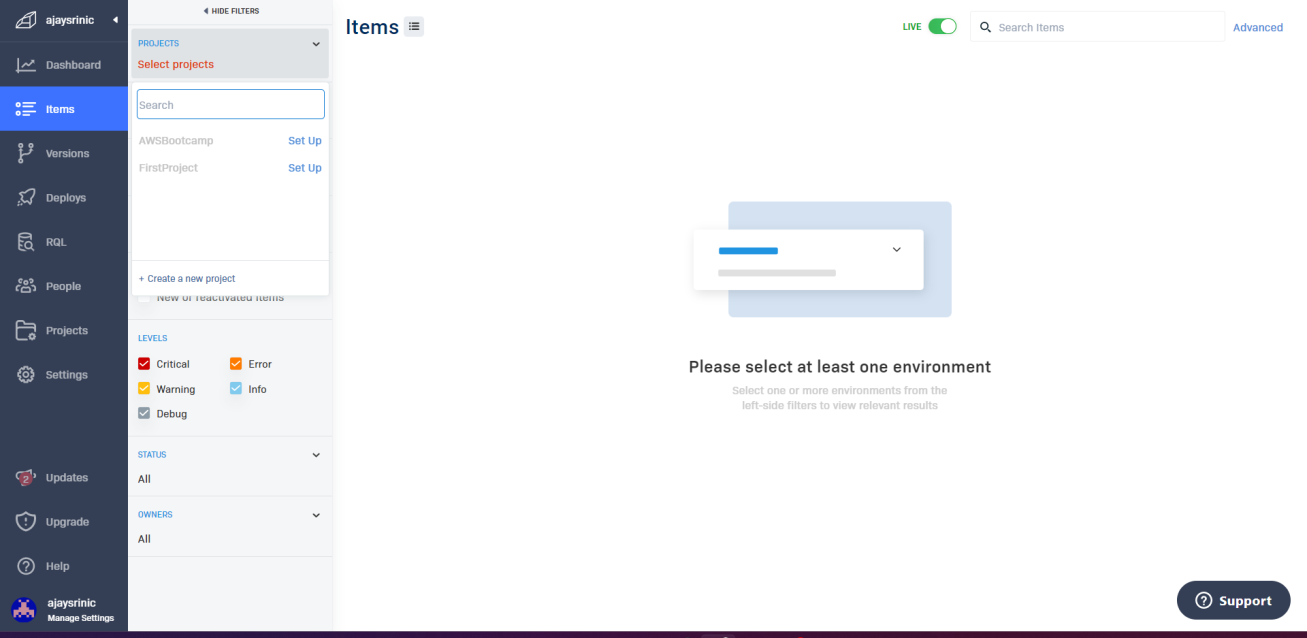 ajaysrinic
Dashboard
Items
Versions
Deploys
RQL
People
Projects
Settings
2
Updates
Upgrade
Help
ajaysrinic
Manage Settings
HIDE FILTERS
PROJECTS
Select projects
Search
AWSBootcamp Set Up
FirstProject Set Up
+ Create a new project
New or reactivated items
LEVELS
Critical Error
Warning Info
Debug
STATUS
All
OWNERS
All
Items
LIVE
Search Items
Advanced
Please select at least one environment
Select one or more environments from the
left-side filters to view relevant results
Support